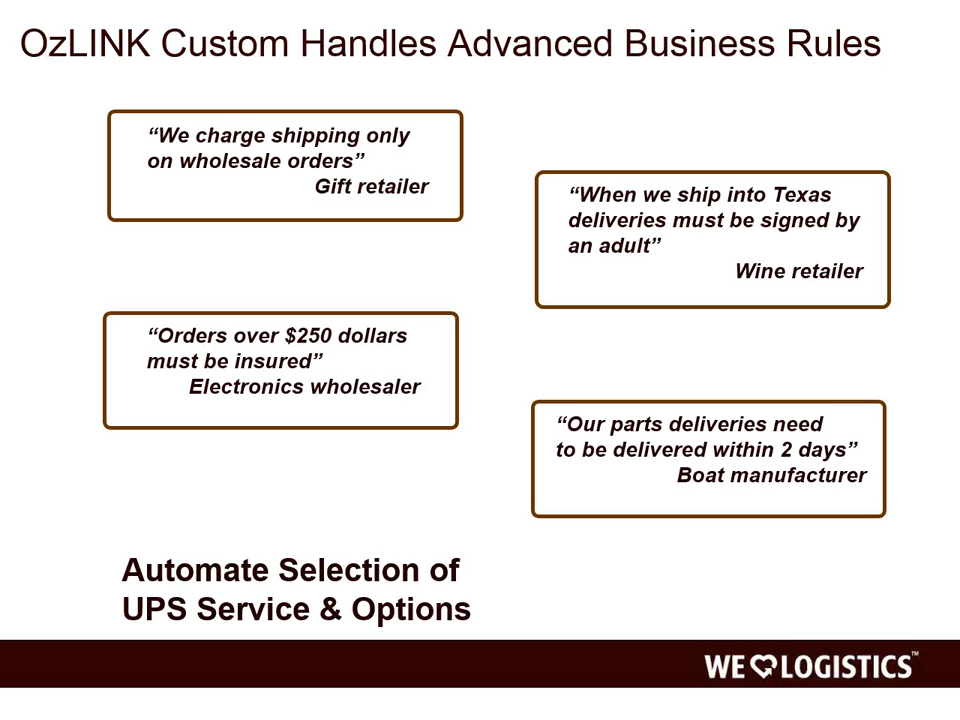 OzLINK Custom Handles Advanced Business Rules
“We charge shipping only
on wholesale orders”
Gift retailer
“When we ship into Texas
deliveries must be signed by
an adult”
Wine retailer
“Orders over $250 dollars
must be insured”
Electronics wholesaler
“Our parts deliveries need
to be delivered within 2 days”
Boat manufacturer
Automate Selection of
UPS Service & Options
WE LOGISTICS™